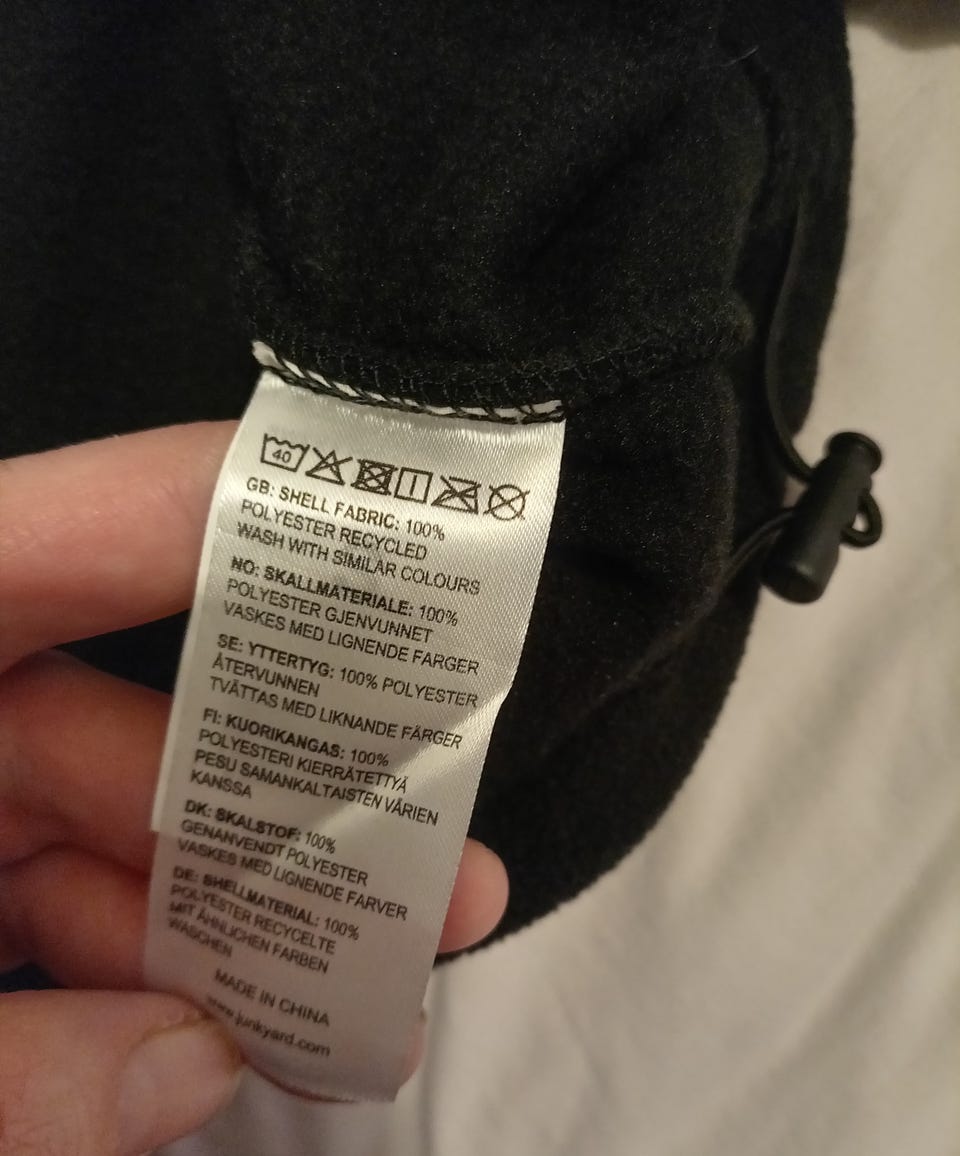 40
GB: SHELL FABRIC: 100%
POLYESTER RECYCLED
WASH WITH SIMILAR COLOURS
NO: SKALLMATERIALE: 100%
POLYESTER GJENVUNNET
VASKES MED LIGNENDE FARGER
SE: YTTERTYG: 100% POLYESTER
ÅTERVUNNEN
TVÄTTAS MED LIKNANDE FÄRGER
FI: KUORIKANGAS: 100%
POLYESTERI KIERRÄTETTYÄ
PESU SAMANKALTAISTEN VÄRIEN
KANSSA
DK: SKALSTOF: 100%
GENANVENDT POLYESTER
VASKES MED LIGNENDE FARVER
DE: SHELLMATERIAL: 100%
POLYESTER RECYCELTE
MIT ÄHNLICHEN FARBEN
WASCHEN
MADE IN CHINA
www.junkyard.com